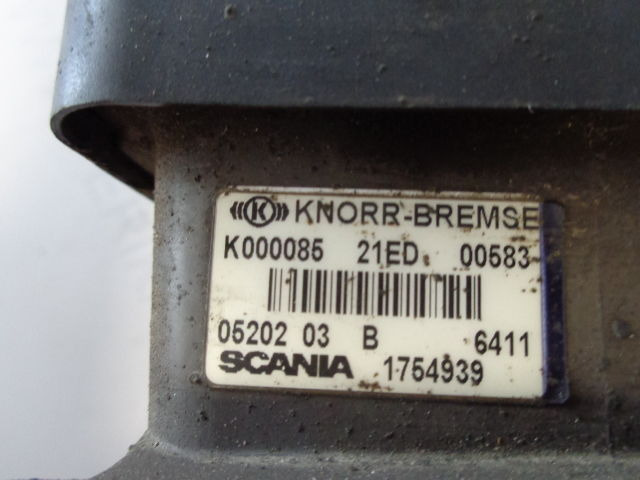 K KNORR-BREMSE
K000085 21ED 00583
05202 03 B 6411
SCANIA 1754939